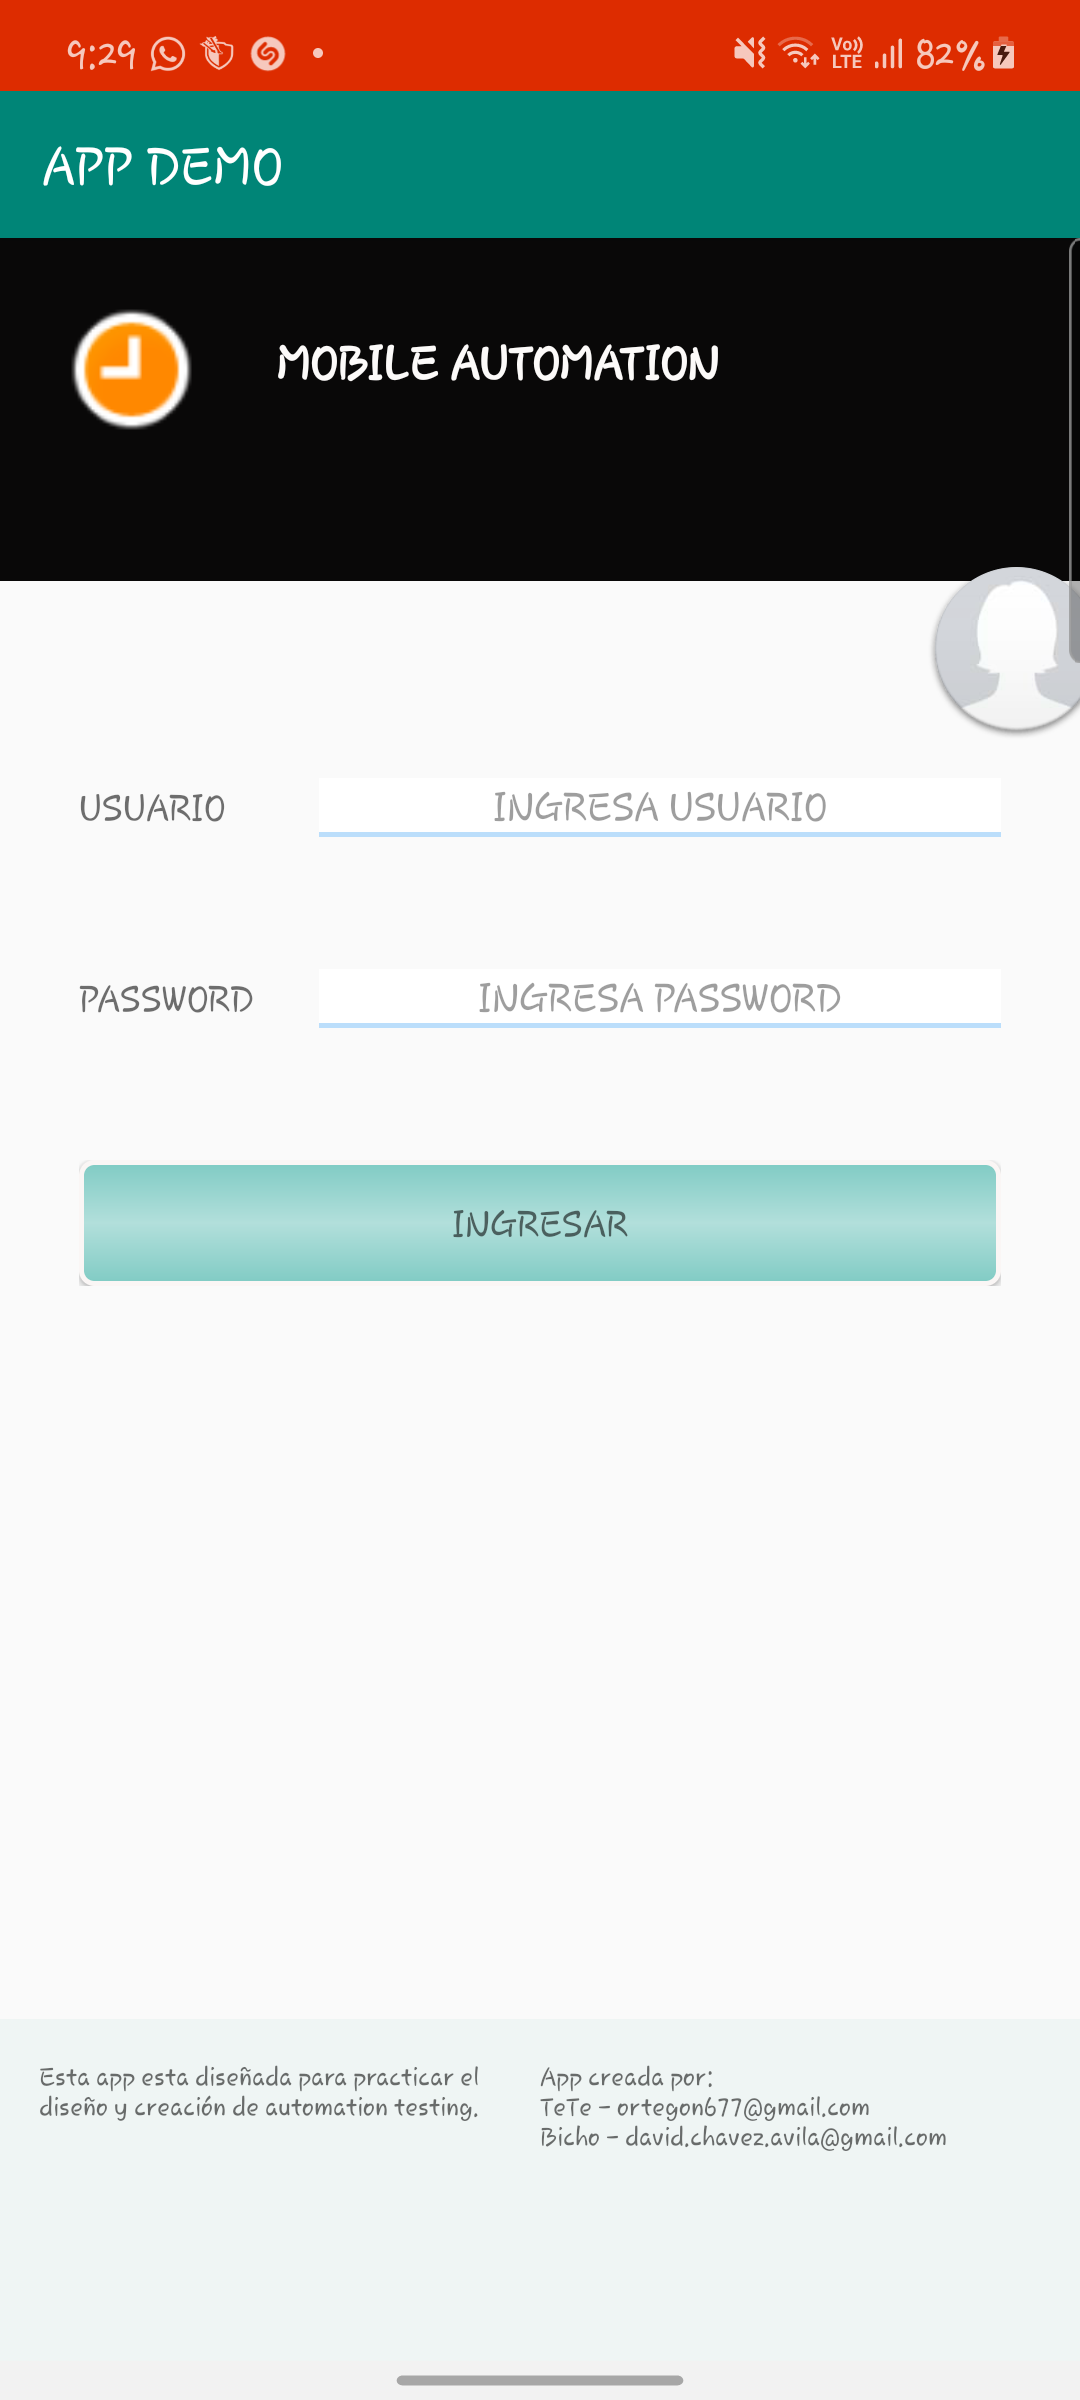 9:29
Vo)) LTE 82%
APP DEMO
MOBILE AUTOMATION
USUARIO
INGRESA USUARIO
PASSWORD
INGRESA PASSWORD
INGRESAR
Esta app esta diseñada para practicar el
diseño y creación de automation testing.
App creada por:
TeTe - ortegon677@gmail.com
Bicho - david.chavez.avila@gmail.com